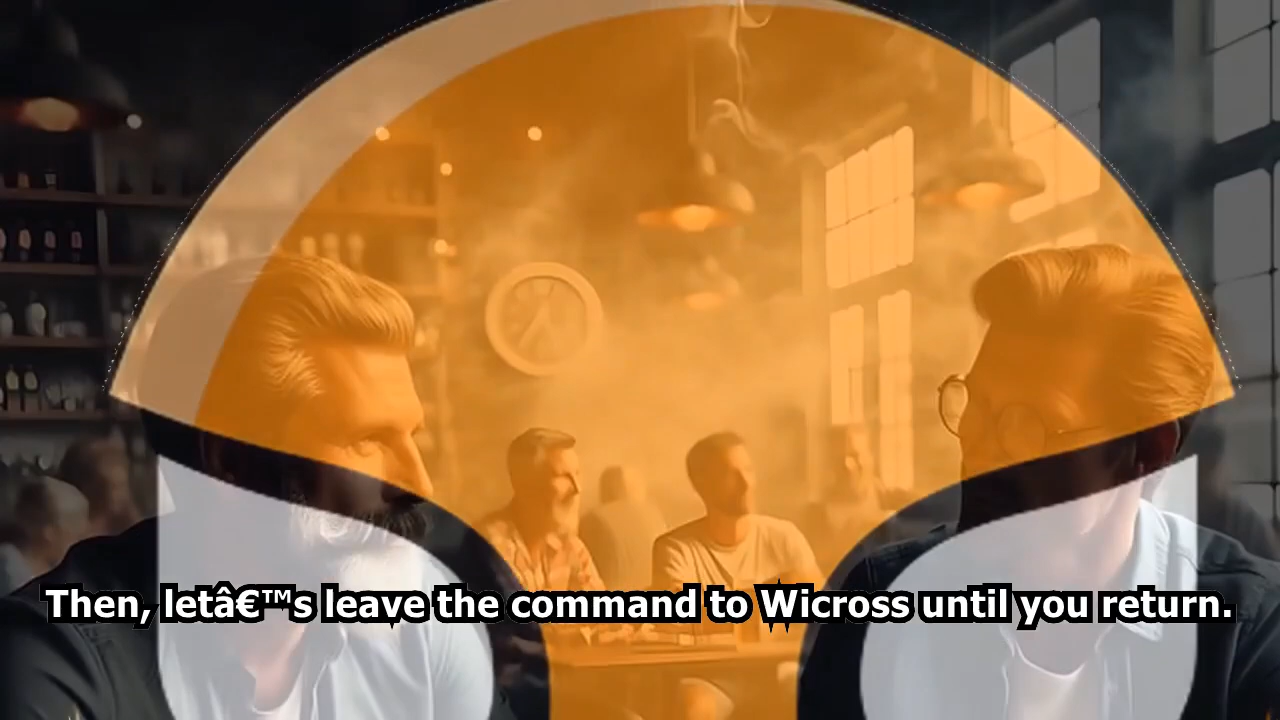 Then, letâ€™s leave the command to Wicross until you return.